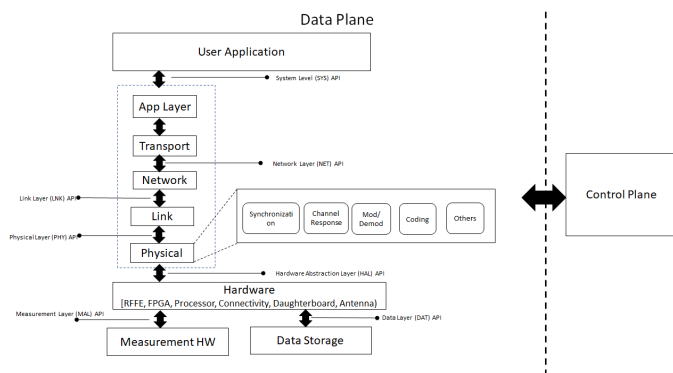 Data Plane
User Application
System Level (SYS) API
App Layer
Transport
Network Layer (NET) API
Network
Link Layer (LNK) API
Link
Physical Layer (PHY) API
Physical
Synchronizati
on
Channel
Response
Mod/
Demod
Coding
Others
Control Plane
Hardware Abstraction Layer (HAL) API
Hardware
[RFFE, FPGA, Processor, Connectivity, Daughterboard, Antenna)
Measurement Layer (MAL) API
Data Layer (DAT) API
Measurement HW
Data Storage